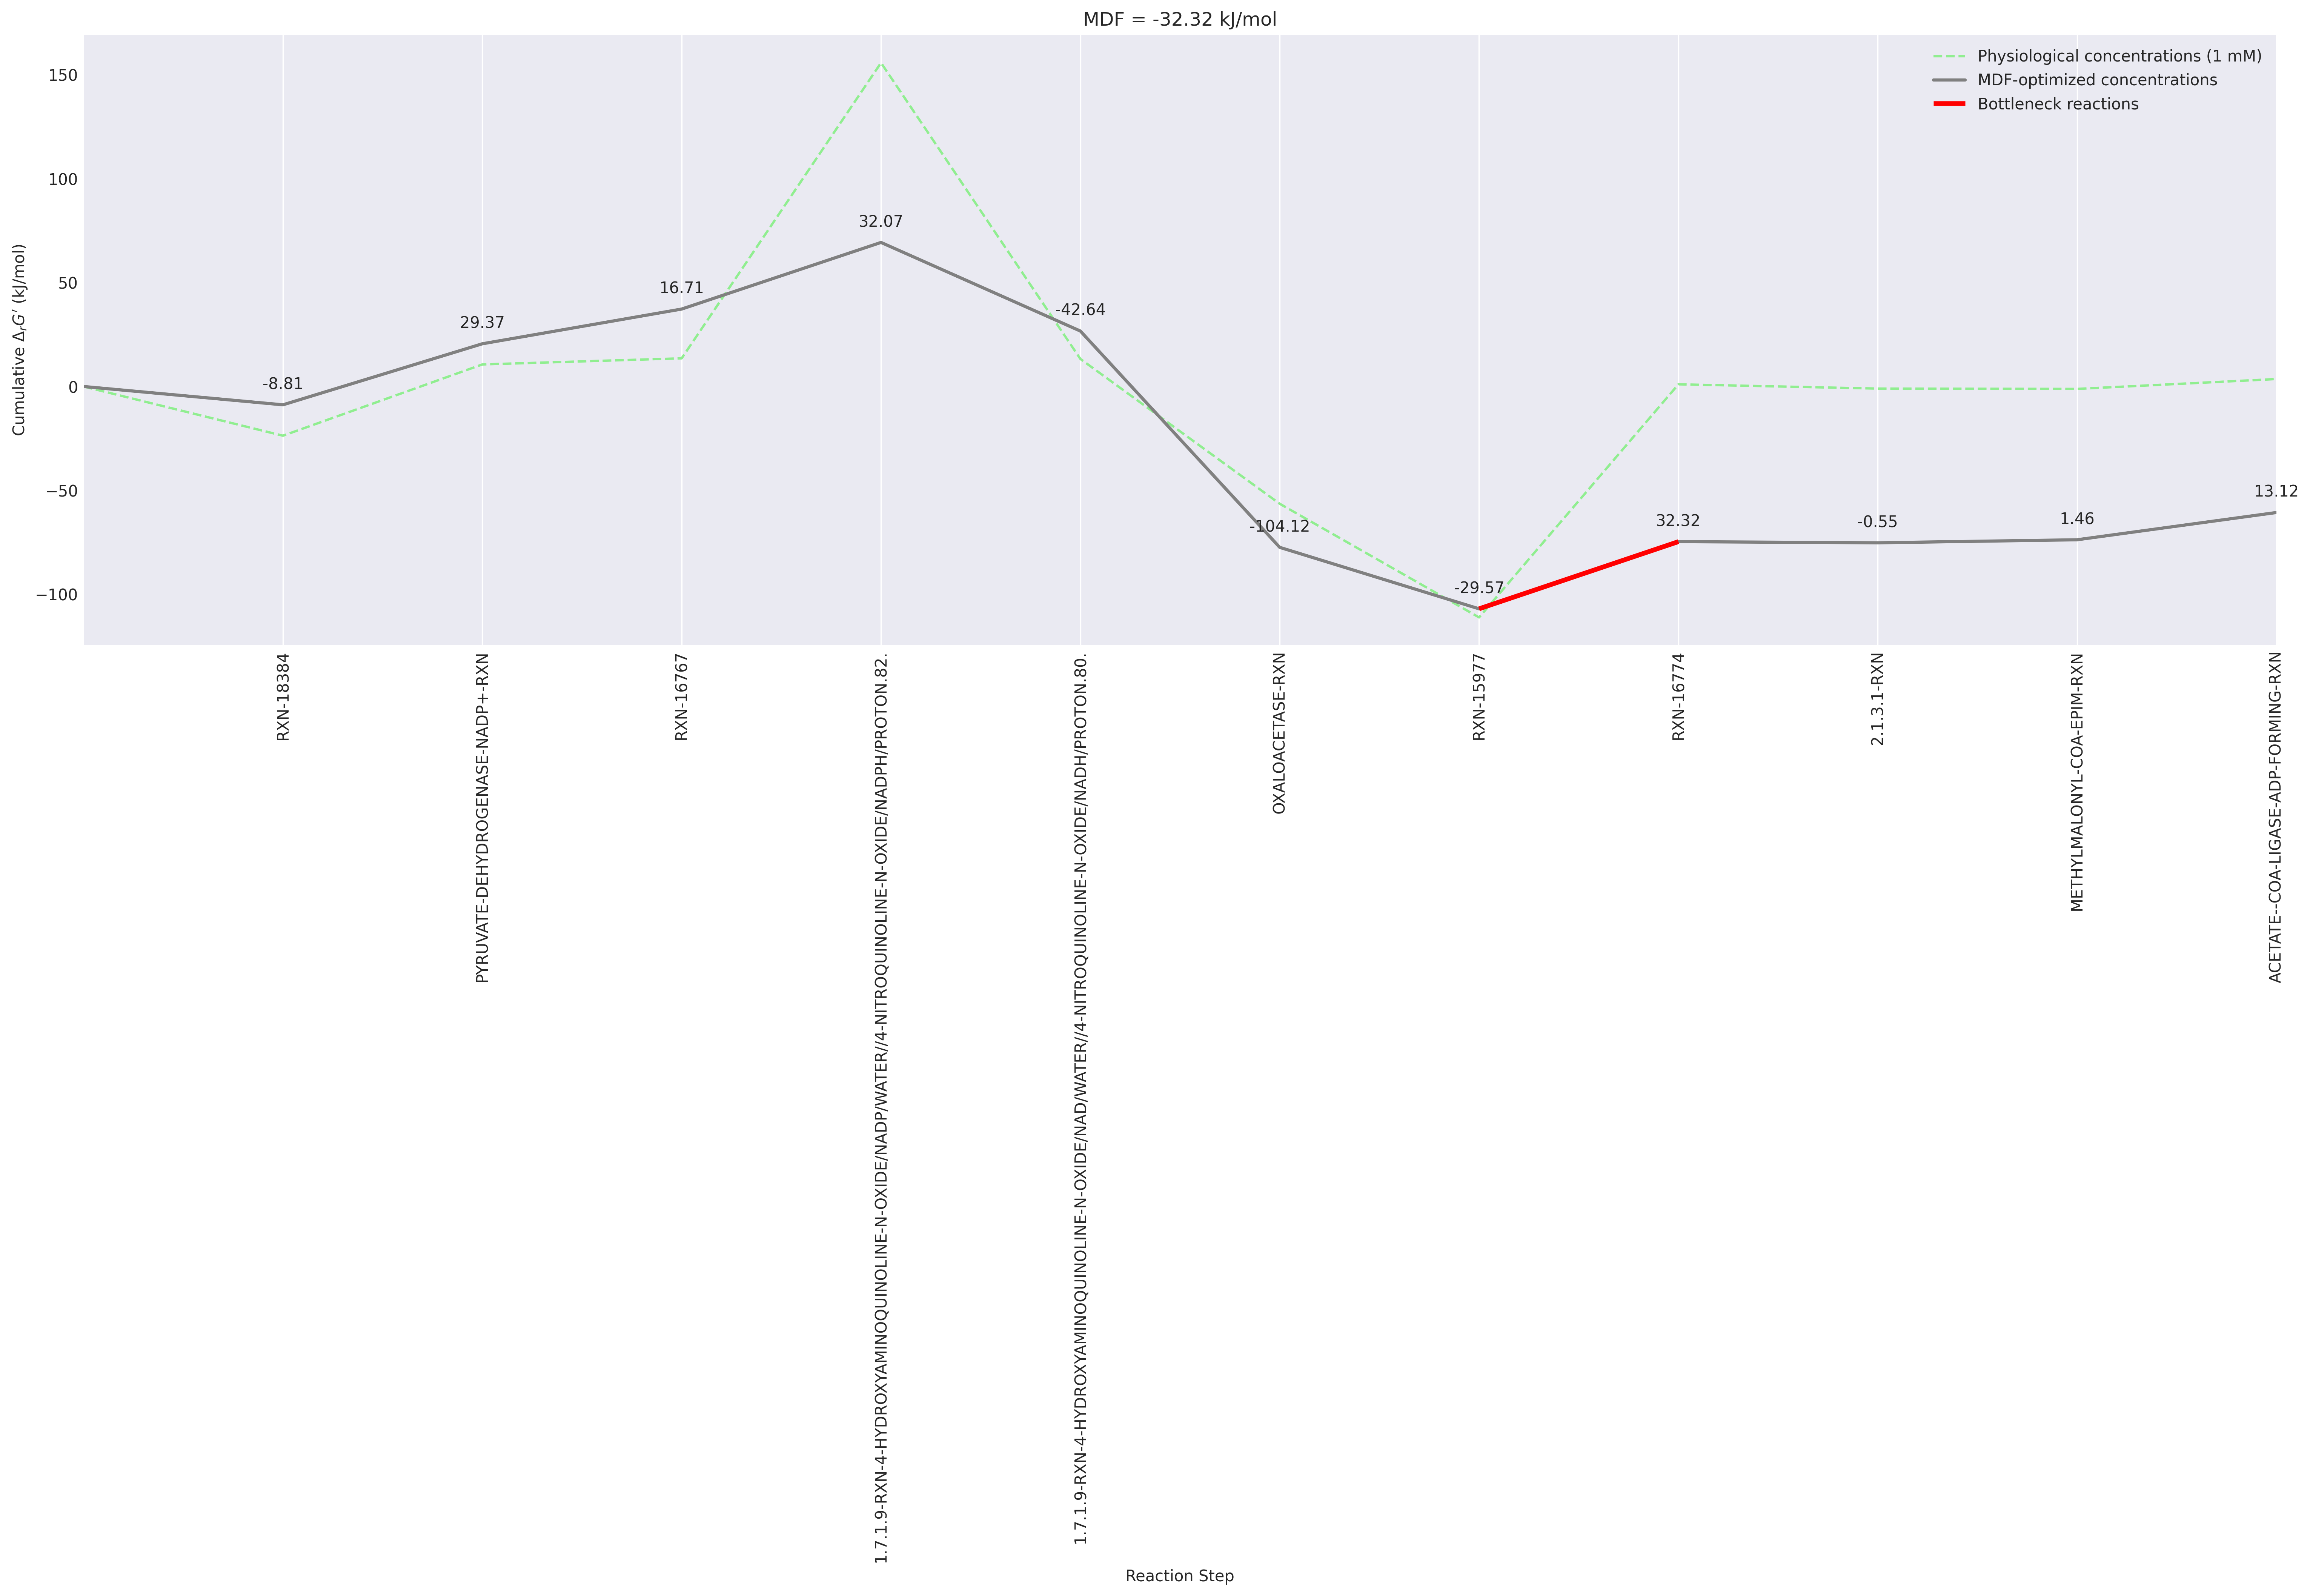 MDF = -32.32 kJ/mol
Physiological concentrations (1 mM)
MDF-optimized concentrations
Bottleneck reactions
Cumulative ΔrG′ (kJ/mol)
150
100
50
0
−50
−100
-8.81
29.37
16.71
32.07
-42.64
-104.12
-29.57
32.32
-0.55
1.46
13.12
RXN-18384
PYRUVATE-DEHYDROGENASE-NADP+-RXN
RXN-16767
1.7.1.9-RXN-4-HYDROXYAMINOQUINOLINE-N-OXIDE/NADP/WATER//4-NITROQUINOLINE-N-OXIDE/NADPH/PROTON.82.
1.7.1.9-RXN-4-HYDROXYAMINOQUINOLINE-N-OXIDE/NAD/WATER//4-NITROQUINOLINE-N-OXIDE/NADH/PROTON.80.
OXALOACETASE-RXN
RXN-15977
RXN-16774
2.1.3.1-RXN
METHYLMALONYL-COA-EPIM-RXN
ACETATE--COA-LIGASE-ADP-FORMING-RXN
Reaction Step